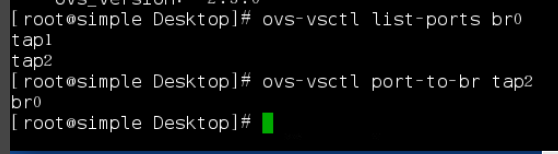 [root@simple Desktop]# ovs-vsctl list-ports br0
tap1
tap2
[root@simple Desktop]# ovs-vsctl port-to-br tap2
br0
[root@simple Desktop]#